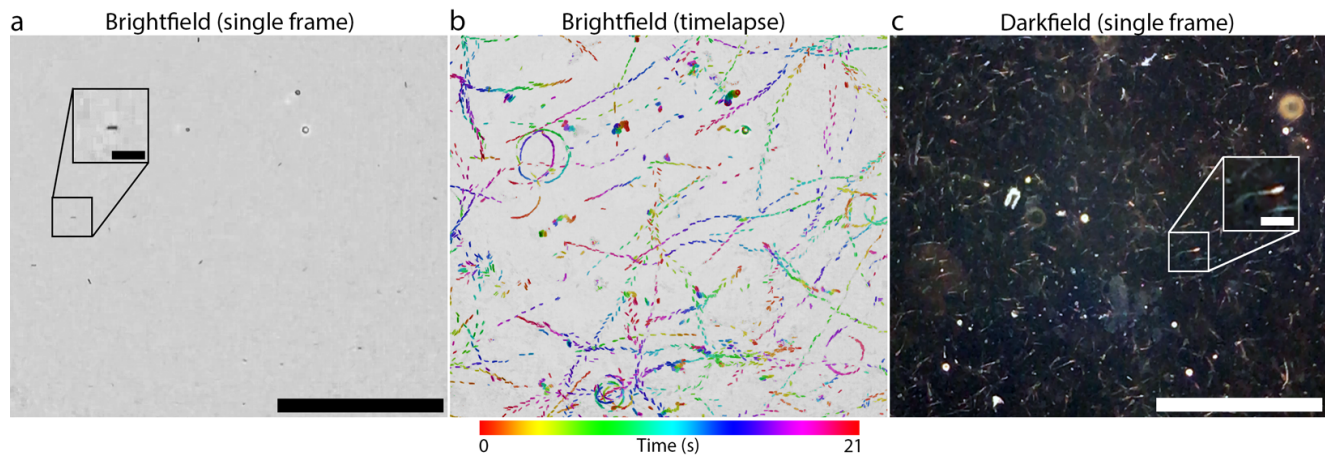 a Brightfield (single frame)
b Brightfield (timelapse)
c Darkfield (single frame)
0 Time (s) 21